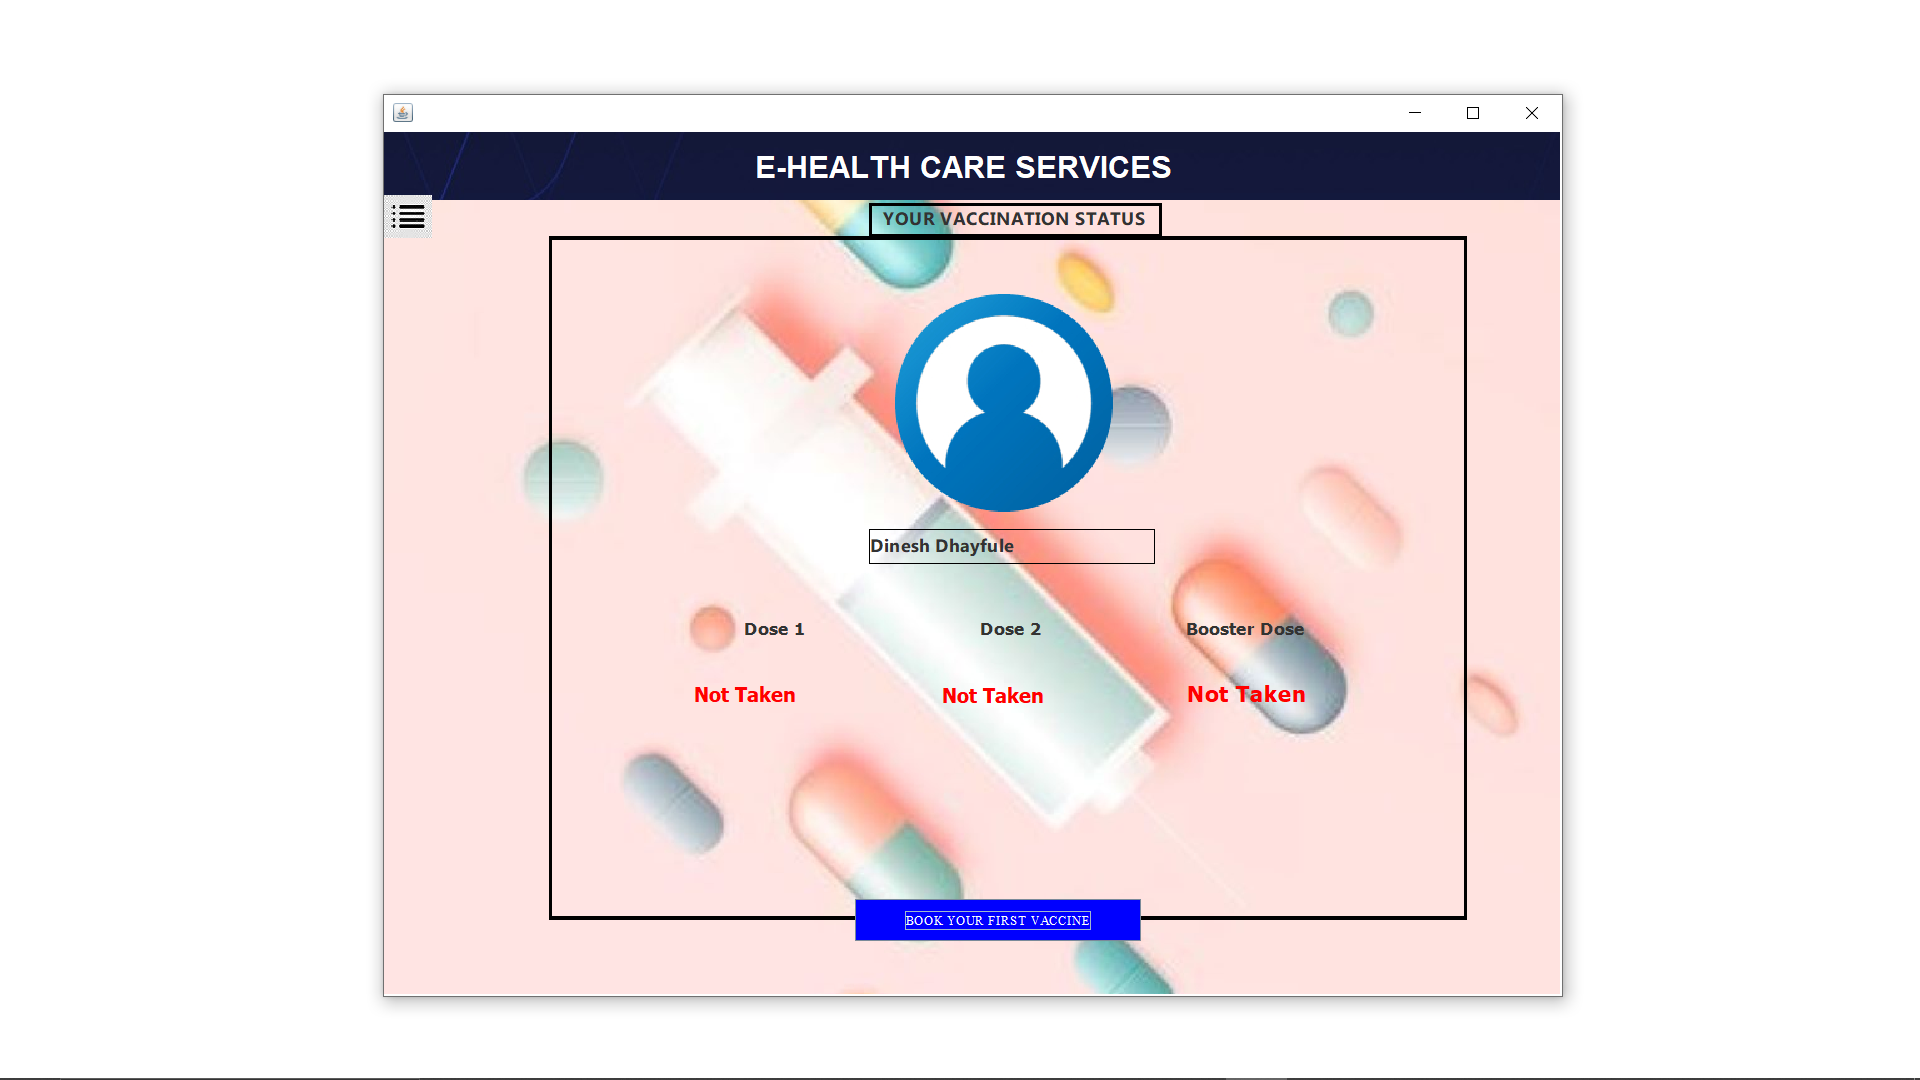 E-HEALTH CARE SERVICES
YOUR VACCINATION STATUS
Dinesh Dhayfule
Dose 1 Dose 2 Booster Dose
Not Taken Not Taken Not Taken
BOOK YOUR FIRST VACCINE